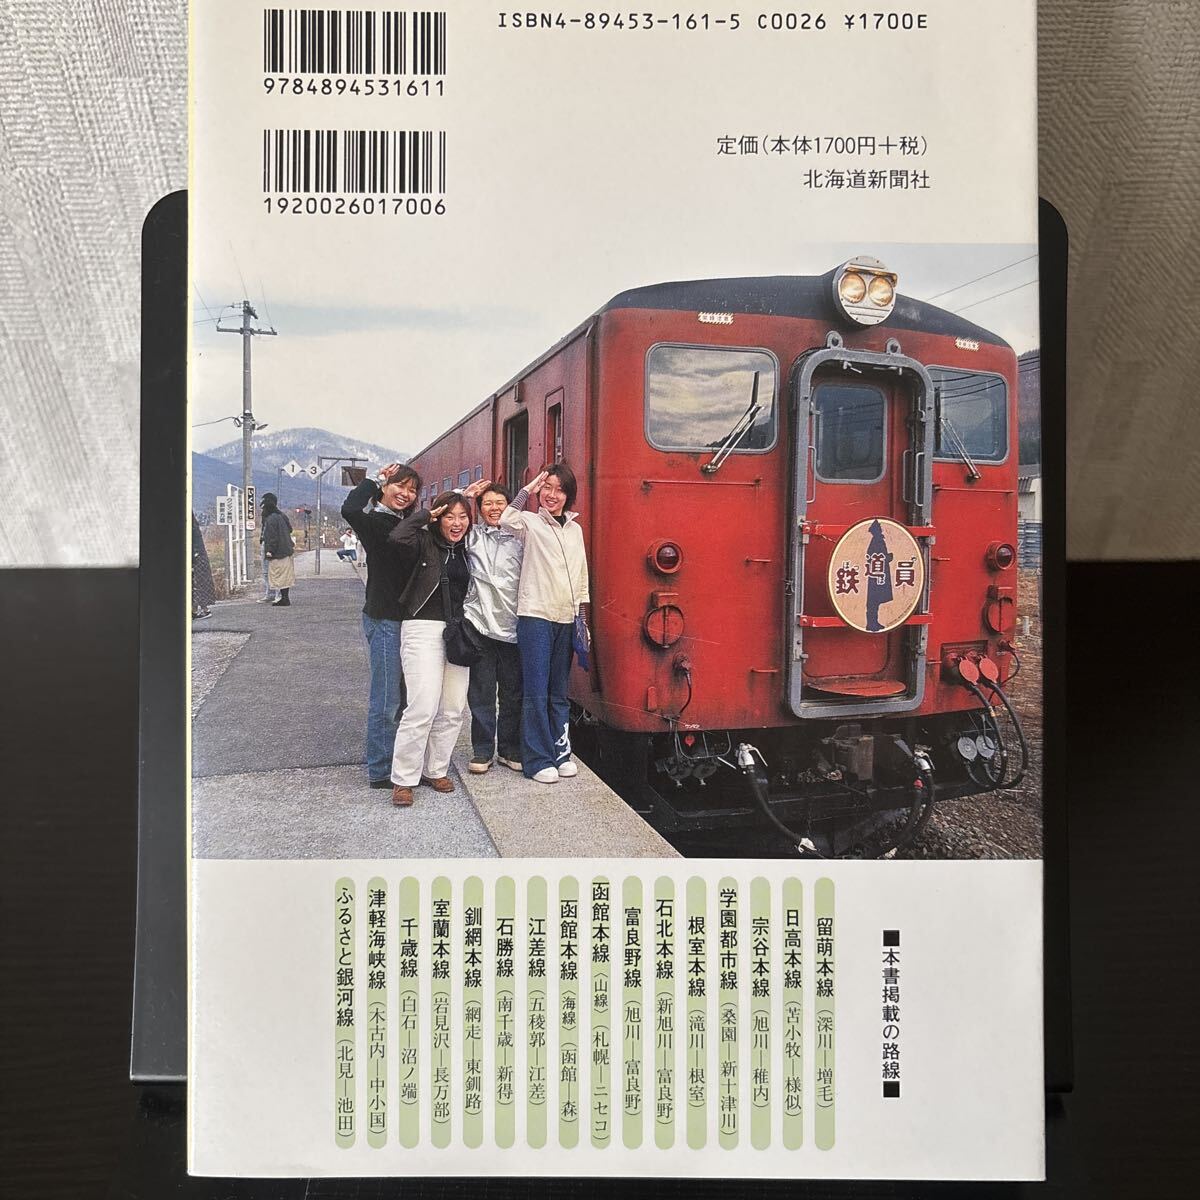 ISBN4-89453-161-5 C0026 ¥1700E
9784894531611
1920026017006
定価（本体1700円＋税）
北海道新聞社
1
3
鉄道員
ぽっぽや
■本書掲載の路線■
留萌本線（深川―増毛）
日高本線（苫小牧―様似）
宗谷本線（旭川―稚内）
学園都市線（桑園―新十津川）
根室本線（滝川―根室）
石北本線（新旭川―富良野）
富良野線（旭川―富良野）
函館本線〈山線〉（札幌―ニセコ）
函館本線〈海線〉（函館―森）
江差線（五稜郭―江差）
石勝線（南千歳―新得）
釧網本線（網走―東釧路）
室蘭本線（岩見沢―長万部）
千歳線（白石―沼ノ端）
津軽海峡線（木古内―中小国）
ふるさと銀河線（北見―池田）